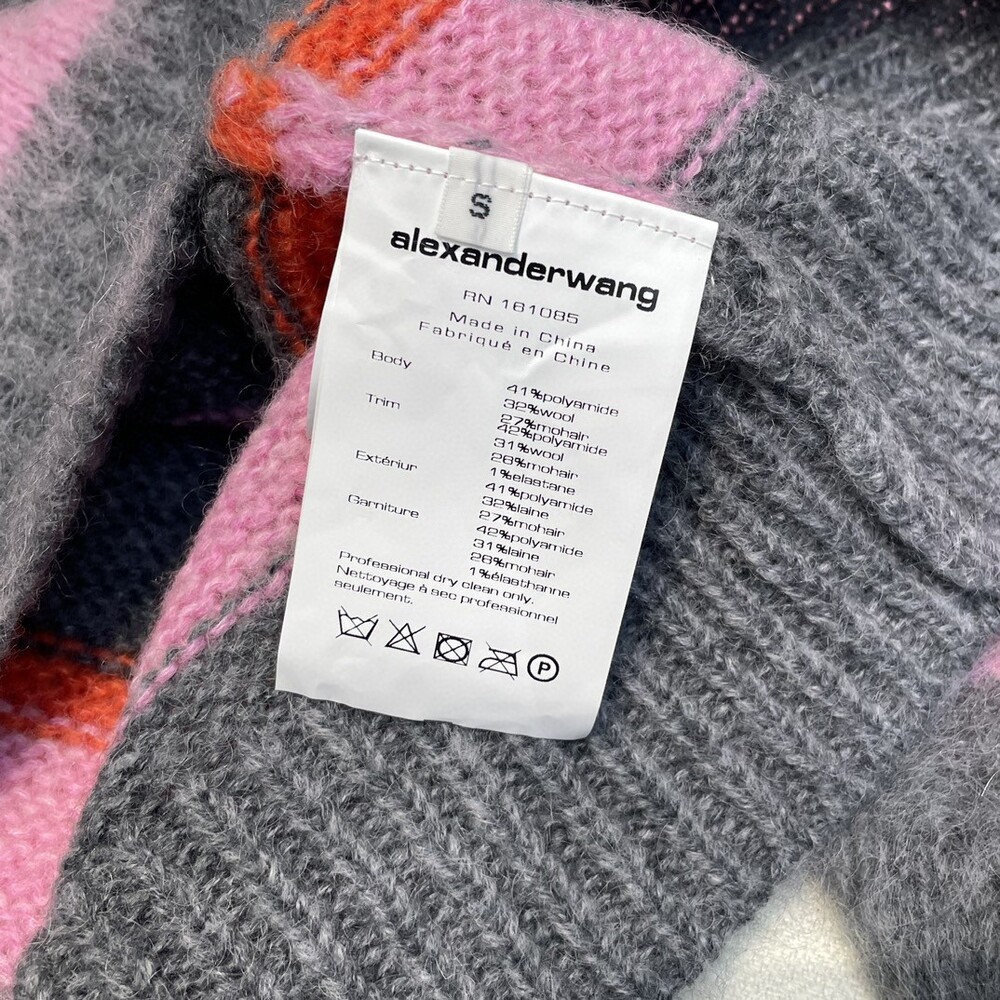 S
alexanderwang
RN 161085
Made in China
Fabriqué en Chine
Body
41%polyamide
32%wool
27%mohair
Trim
42%polyamide
31%wool
26%mohair
1%elastane
Extériur
41%polyamide
32%laine
27%mohair
Garniture
42%polyamide
31%laine
26%mohair
1%élasthanne
Professional dry clean only.
Nettoyage à sec professionnel
seulement.
P